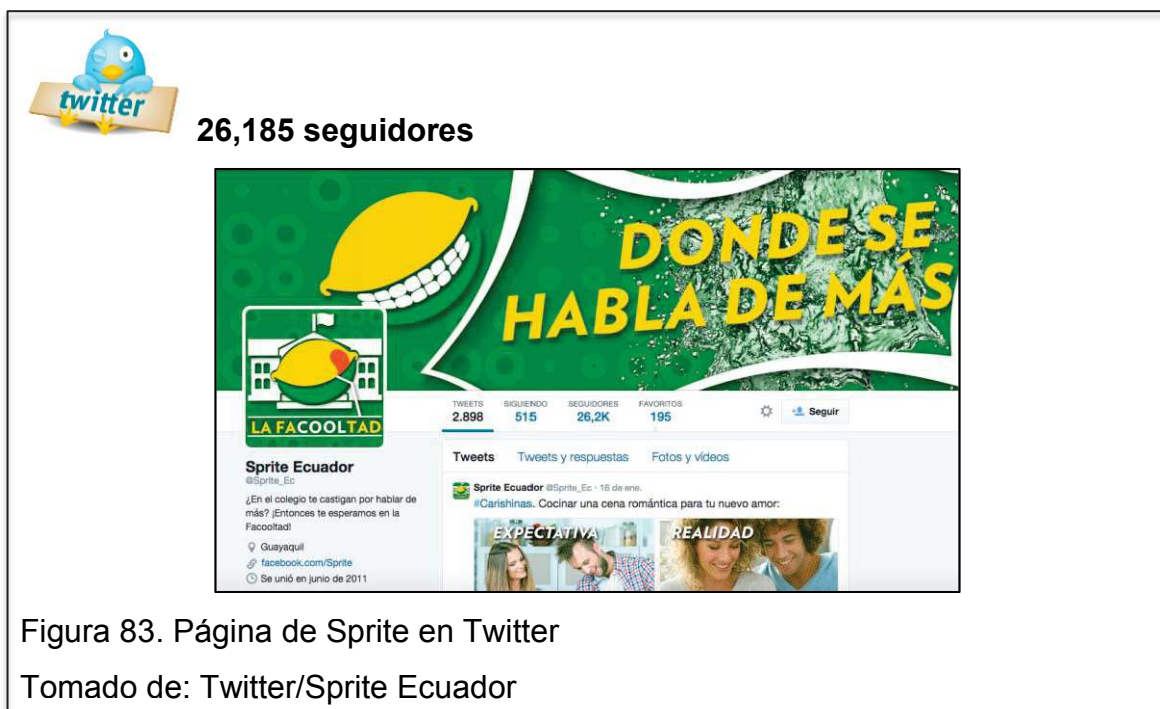 twitter
26,185 seguidores
DONDE SE
HABLA DE MÁS
LA FACOOLTAD
TWEETS SIGUIENDO SEGUIDORES FAVORITOS
2.898 515 26,2K 195
Seguir
Sprite Ecuador
@Sprite_Ec
¿En el colegio te castigan por hablar de
más? ¡Entonces te esperamos en la
Facooltad!
Guayaquil
facebook.com/Sprite
Se unió en junio de 2011
Tweets Tweets y respuestas Fotos y vídeos
Sprite Ecuador @Sprite_Ec · 16 de ene.
#Carishinas. Cocinar una cena romántica para tu nuevo amor:
EXPECTATIVA REALIDAD
Figura 83. Página de Sprite en Twitter
Tomado de: Twitter/Sprite Ecuador